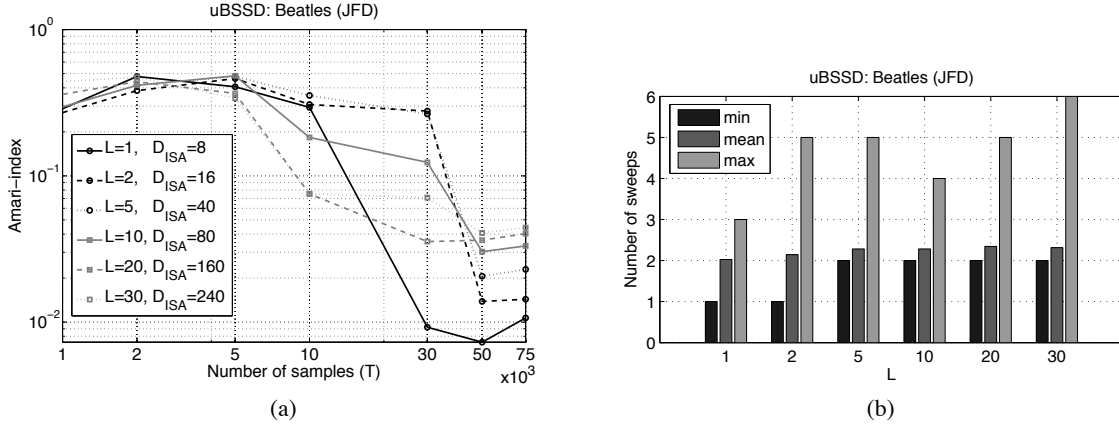 uBSSD: Beatles (JFD)
10^0
10^−1
10^−2
Amari−index
L=1, D_ISA=8
L=2, D_ISA=16
L=5, D_ISA=40
L=10, D_ISA=80
L=20, D_ISA=160
L=30, D_ISA=240
1 2 5 10 30 50 75
Number of samples (T)
x10^3
(a)
uBSSD: Beatles (JFD)
6
5
4
3
2
1
0
Number of sweeps
min
mean
max
1 2 5 10 20 30
L
(b)